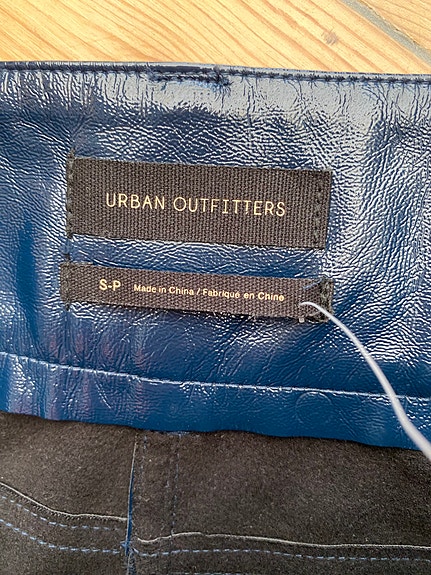 URBAN OUTFITTERS
S-P Made in China / Fabriqué en Chine